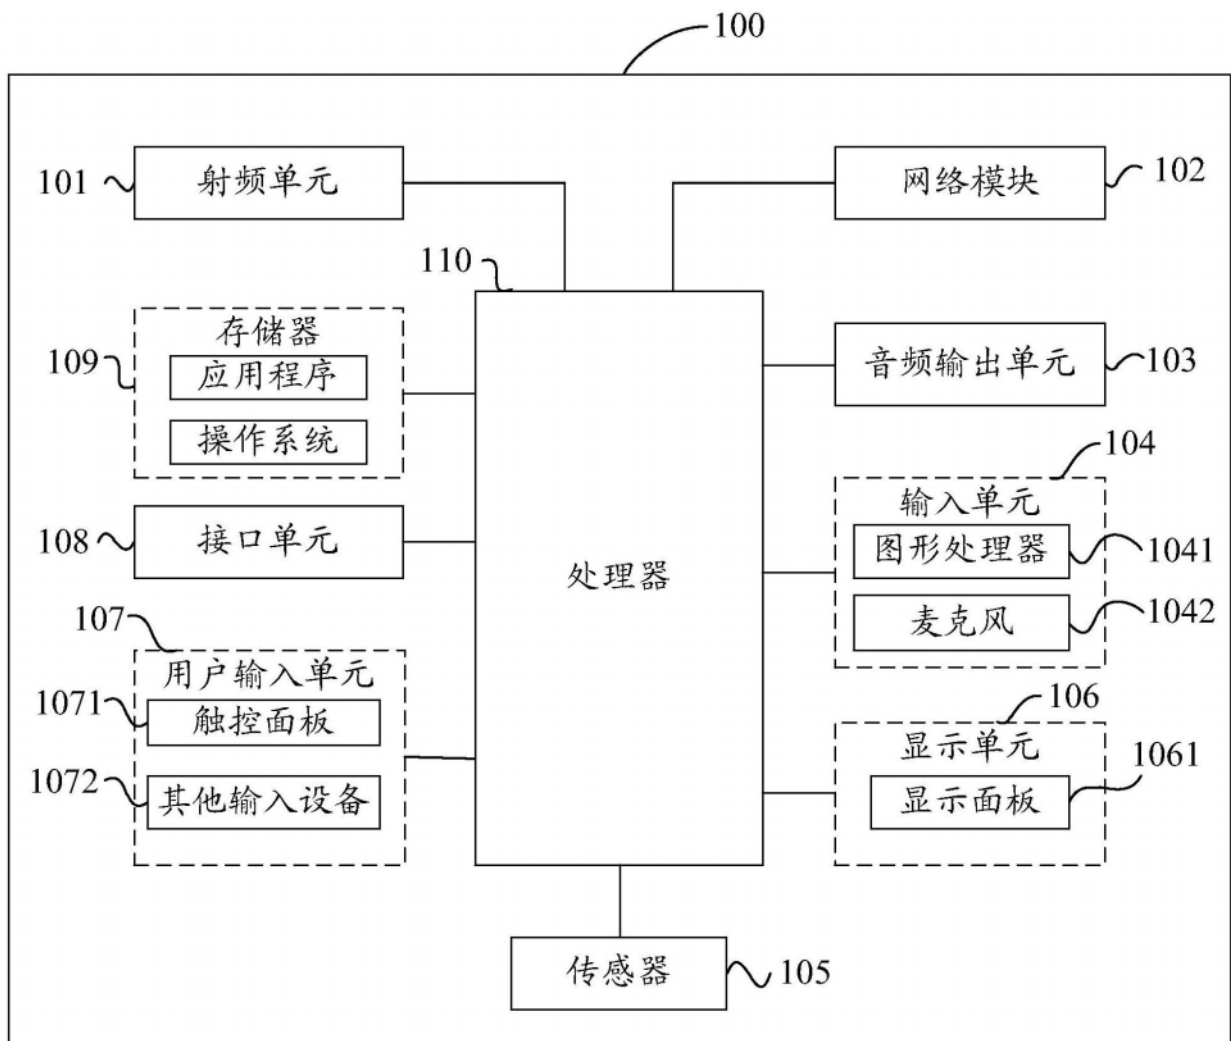 100
101
射频单元
网络模块
102
110
存储器
应用程序
操作系统
109
音频输出单元
103
104
输入单元
图形处理器
1041
麦克风
1042
108
接口单元
处理器
107
用户输入单元
1071
触控面板
1072
其他输入设备
106
显示单元
显示面板
1061
传感器
105